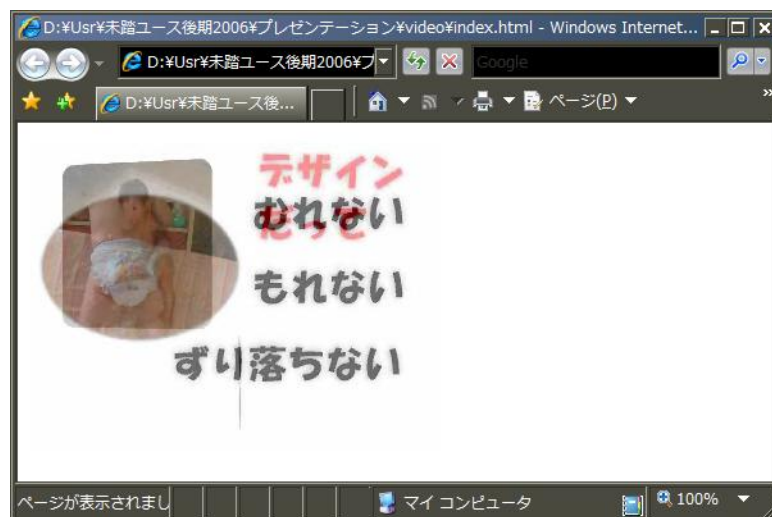 D:¥Usr¥未踏ユース後期2006¥プレゼンテーション¥video¥index.html - Windows Internet...
D:¥Usr¥未踏ユース後期2006¥プ
Google
D:¥Usr¥未踏ユース後...
ページ(P)
»
デザイン
むれない
だって
もれない
ずり落ちない
ページが表示されまし
マイ コンピュータ
100%